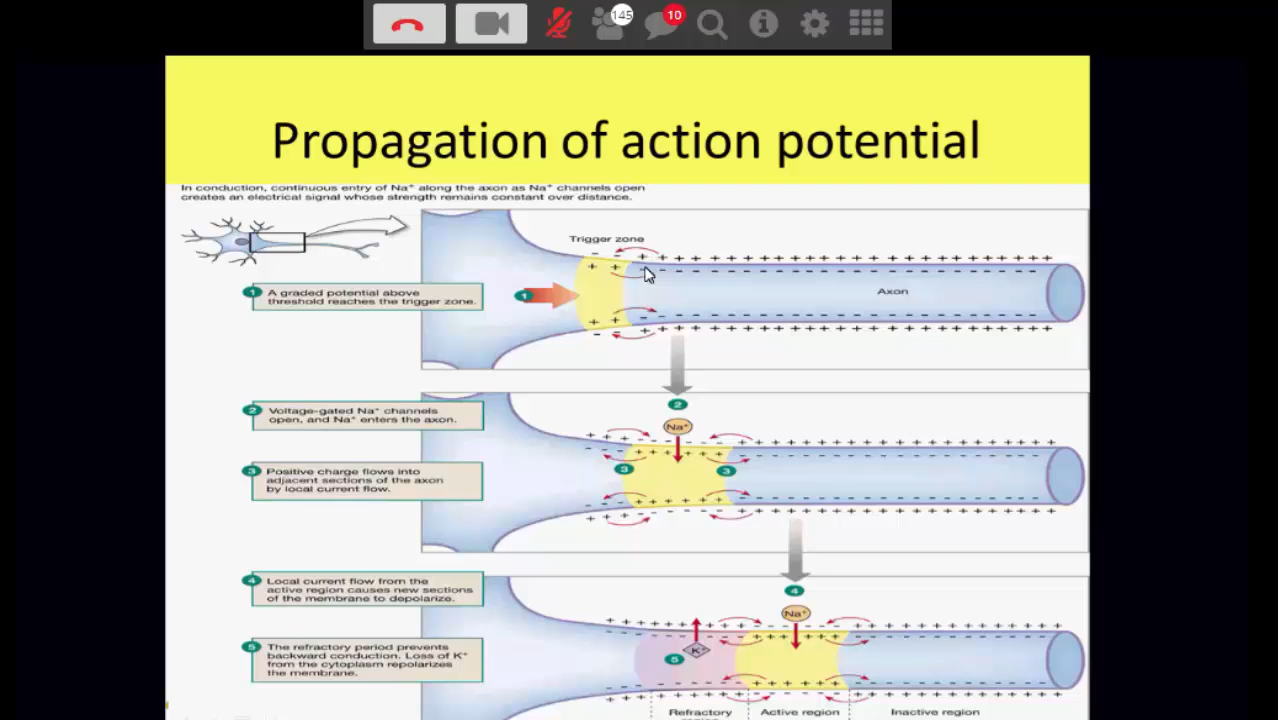 145
10
Propagation of action potential
In conduction, continuous entry of Na⁺ along the axon as Na⁺ channels open
creates an electrical signal whose strength remains constant over distance.
Trigger zone
1 A graded potential above
threshold reaches the trigger zone.
1
Axon
2
2 Voltage-gated Na⁺ channels
open, and Na⁺ enters the axon.
Na⁺
3 Positive charge flows into
adjacent sections of the axon
by local current flow.
3
3
4
4 Local current flow from the
active region causes new sections
of the membrane to depolarize.
Na⁺
5 The refractory period prevents
backward conduction. Loss of K⁺
from the cytoplasm repolarizes
the membrane.
5
K⁺
Refractory
Active region
Inactive region